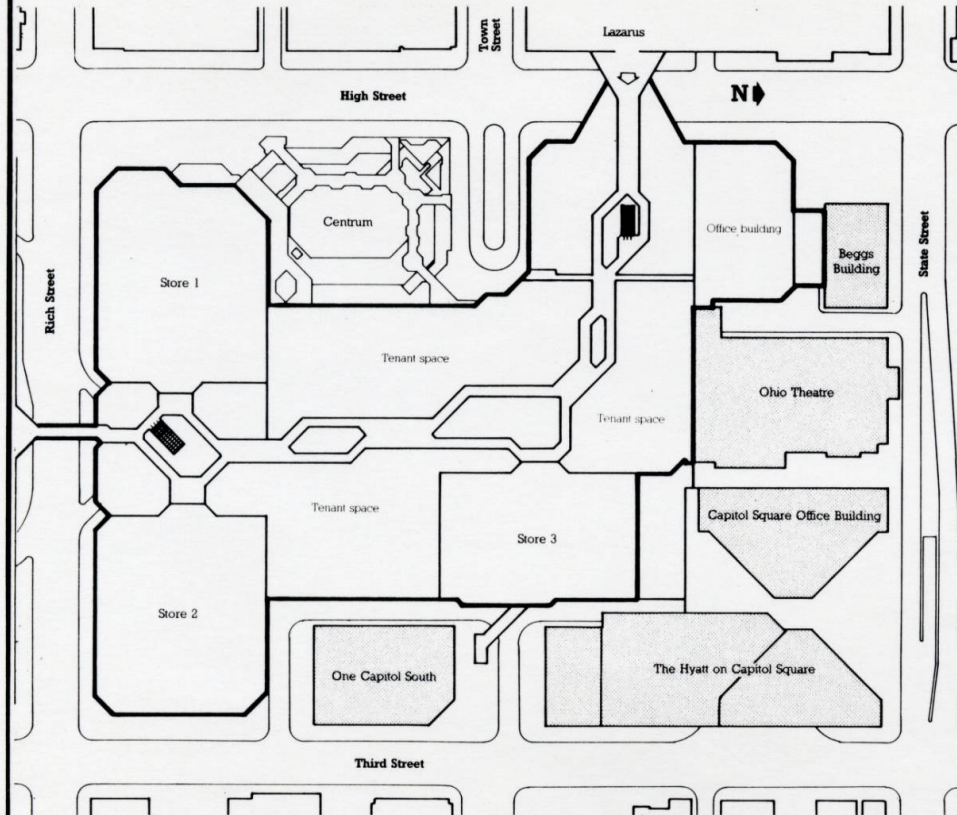 Lazarus
Town
Street
High Street
N
Centrum
Office building
Beggs
Building
State Street
Store 1
Rich Street
Tenant space
Ohio Theatre
Tenant space
Tenant space
Capitol Square Office Building
Store 3
Store 2
One Capitol South
The Hyatt on Capitol Square
Third Street